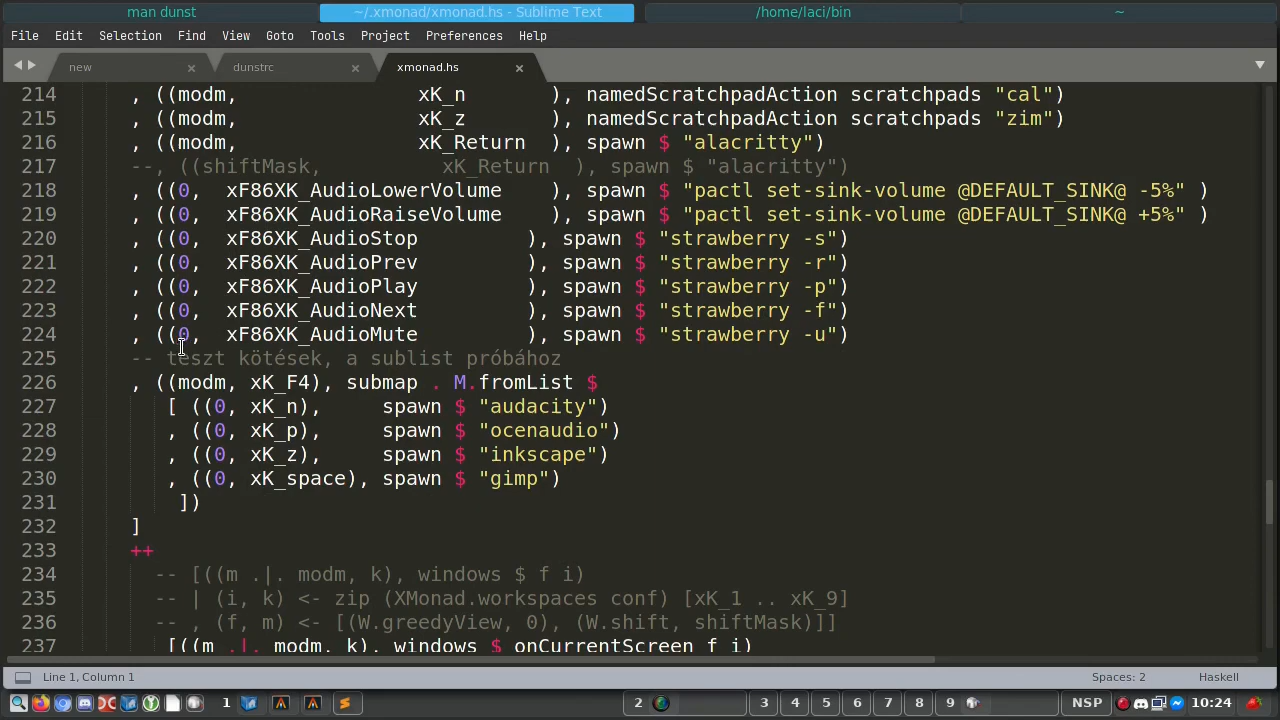 man dunst ~/.xmonad/xmonad.hs - Sublime Text /home/laci/bin ~
File Edit Selection Find View Goto Tools Project Preferences Help
new × dunstrc × xmonad.hs ×
214 , ((modm, xK_n ), namedScratchpadAction scratchpads "cal")
215 , ((modm, xK_z ), namedScratchpadAction scratchpads "zim")
216 , ((modm, xK_Return ), spawn $ "alacritty")
217 --, ((shiftMask, xK_Return ), spawn $ "alacritty")
218 , ((0, xF86XK_AudioLowerVolume ), spawn $ "pactl set-sink-volume @DEFAULT_SINK@ -5%" )
219 , ((0, xF86XK_AudioRaiseVolume ), spawn $ "pactl set-sink-volume @DEFAULT_SINK@ +5%" )
220 , ((0, xF86XK_AudioStop ), spawn $ "strawberry -s")
221 , ((0, xF86XK_AudioPrev ), spawn $ "strawberry -r")
222 , ((0, xF86XK_AudioPlay ), spawn $ "strawberry -p")
223 , ((0, xF86XK_AudioNext ), spawn $ "strawberry -f")
224 , ((0, xF86XK_AudioMute ), spawn $ "strawberry -u")
225 -- teszt kötések, a sublist próbához
226 , ((modm, xK_F4), submap . M.fromList $
227 [ ((0, xK_n), spawn $ "audacity")
228 , ((0, xK_p), spawn $ "ocenaudio")
229 , ((0, xK_z), spawn $ "inkscape")
230 , ((0, xK_space), spawn $ "gimp")
231 ])
232 ]
233 ++
234 -- [((m .|. modm, k), windows $ f i)
235 -- | (i, k) <- zip (XMonad.workspaces conf) [xK_1 .. xK_9]
236 -- , (f, m) <- [(W.greedyView, 0), (W.shift, shiftMask)]]
237 [((m .|. modm, k), windows $ onCurrentScreen f i)
Line 1, Column 1 Spaces: 2 Haskell
1 2 3 4 5 6 7 8 9 NSP 10:24